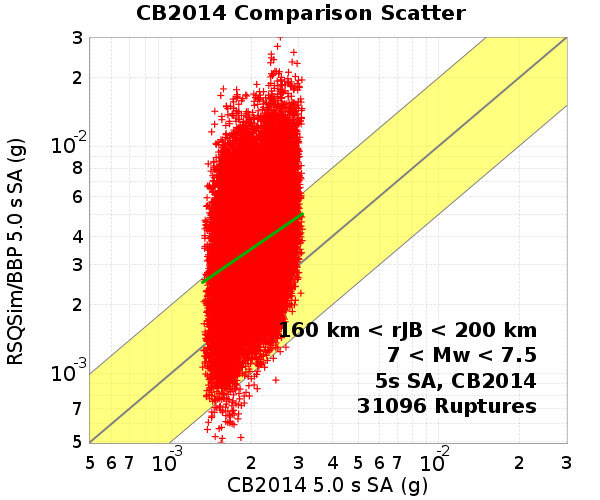 CB2014 Comparison Scatter
RSQSim/BBP 5.0 s SA (g)
3
2
10-2
8
6
4
3
2
10-3
7
5
160 km < rJB < 200 km
7 < Mw < 7.5
5s SA, CB2014
31096 Ruptures
5 6 7 10-3 2 3 4 5 6 7 10-2 2 3
CB2014 5.0 s SA (g)